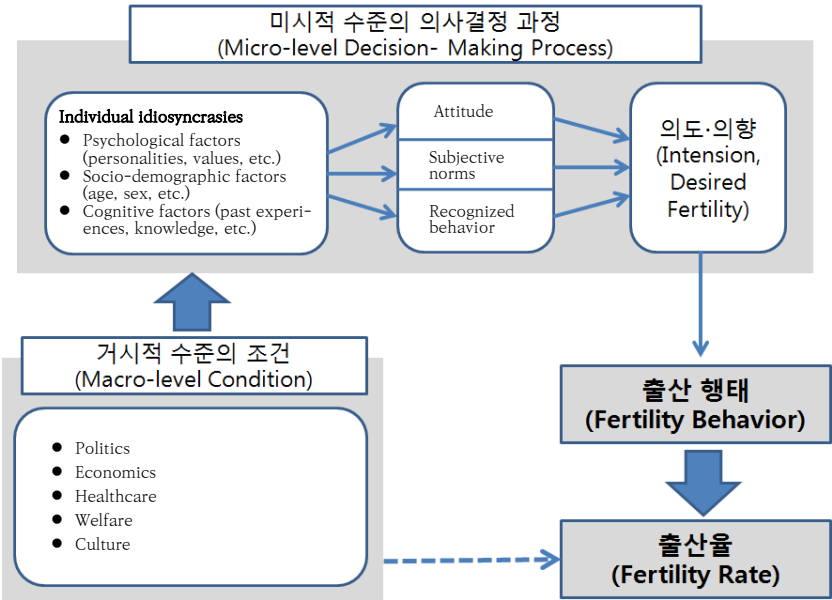 미시적 수준의 의사결정 과정
(Micro-level Decision- Making Process)
Individual idiosyncrasies
● Psychological factors
(personalities, values, etc.)
● Socio-demographic factors
(age, sex, etc.)
● Cognitive factors (past experi-
ences, knowledge, etc.)
Attitude
Subjective
norms
Recognized
behavior
의도·의향
(Intension,
Desired
Fertility)
거시적 수준의 조건
(Macro-level Condition)
● Politics
● Economics
● Healthcare
● Welfare
● Culture
출산 행태
(Fertility Behavior)
출산율
(Fertility Rate)